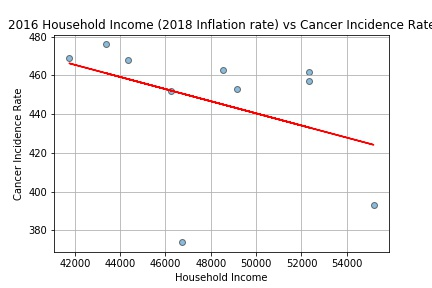 2016 Household Income (2018 Inflation rate) vs Cancer Incidence Rate
480
460
440
420
400
380
Cancer Incidence Rate
42000 44000 46000 48000 50000 52000 54000
Household Income